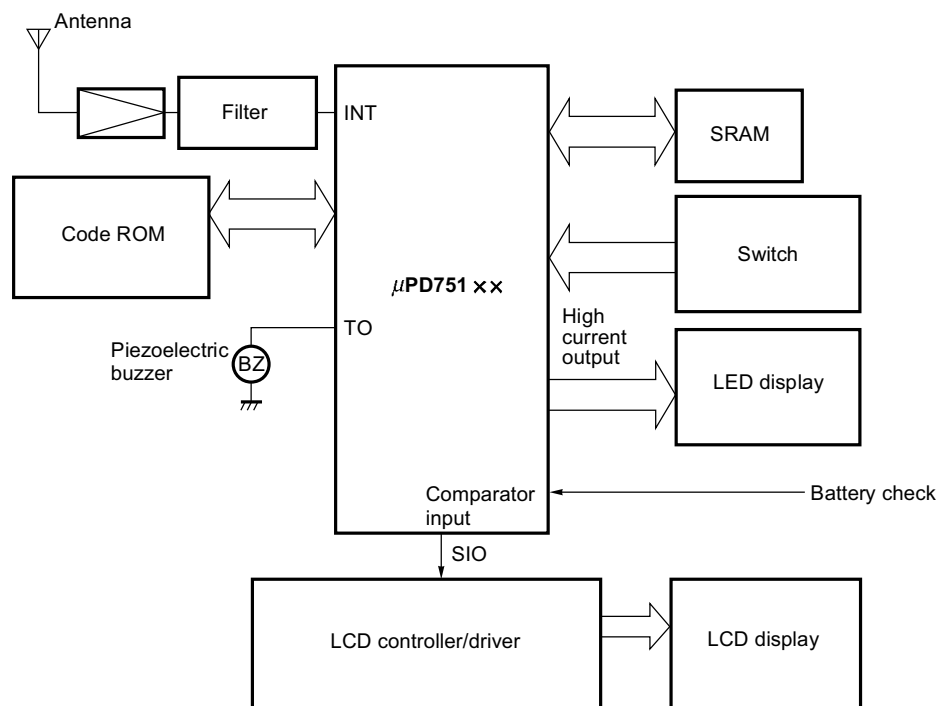 Antenna
Filter
INT
SRAM
Code ROM
Switch
μPD751 ××
TO
High
current
output
Piezoelectric
buzzer
BZ
LED display
Comparator
input
Battery check
SIO
LCD controller/driver
LCD display